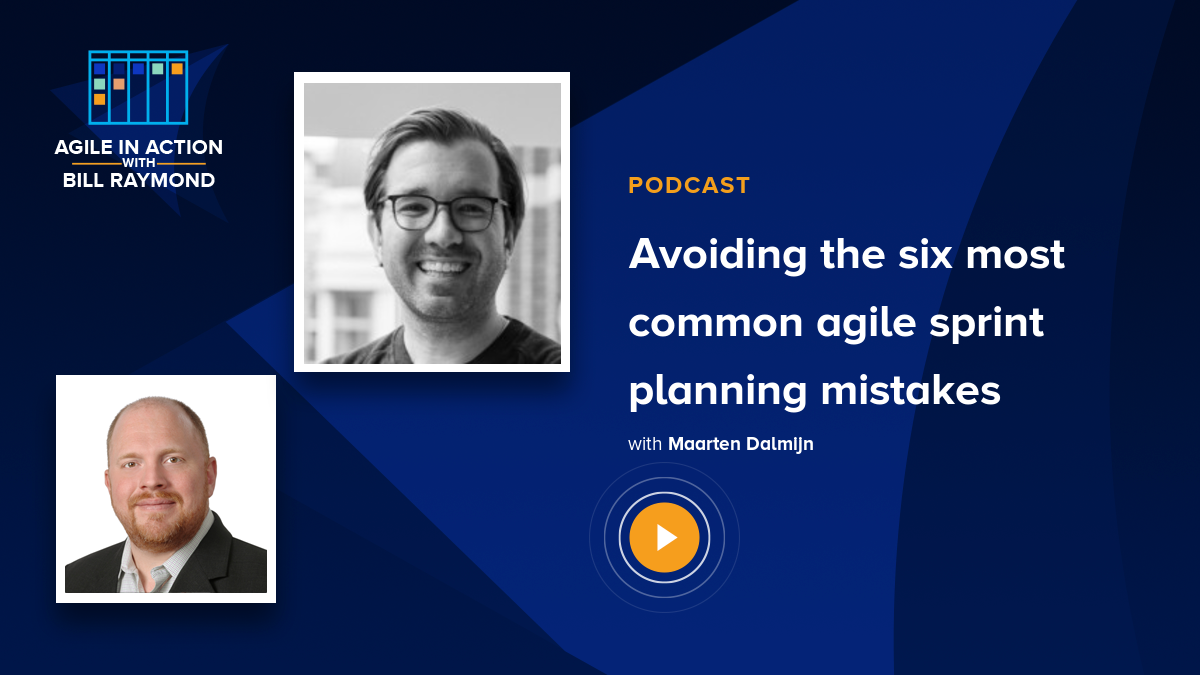 AGILE IN ACTION
WITH
BILL RAYMOND
PODCAST
Avoiding the six most
common agile sprint
planning mistakes
with Maarten Dalmijn